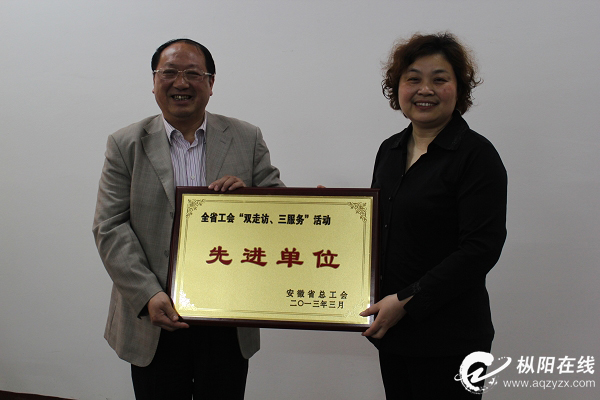 全省工会“双走访、三服务”活动
先进单位
安徽省总工会
二〇一三年三月
枞阳在线
www.aqzyzx.com